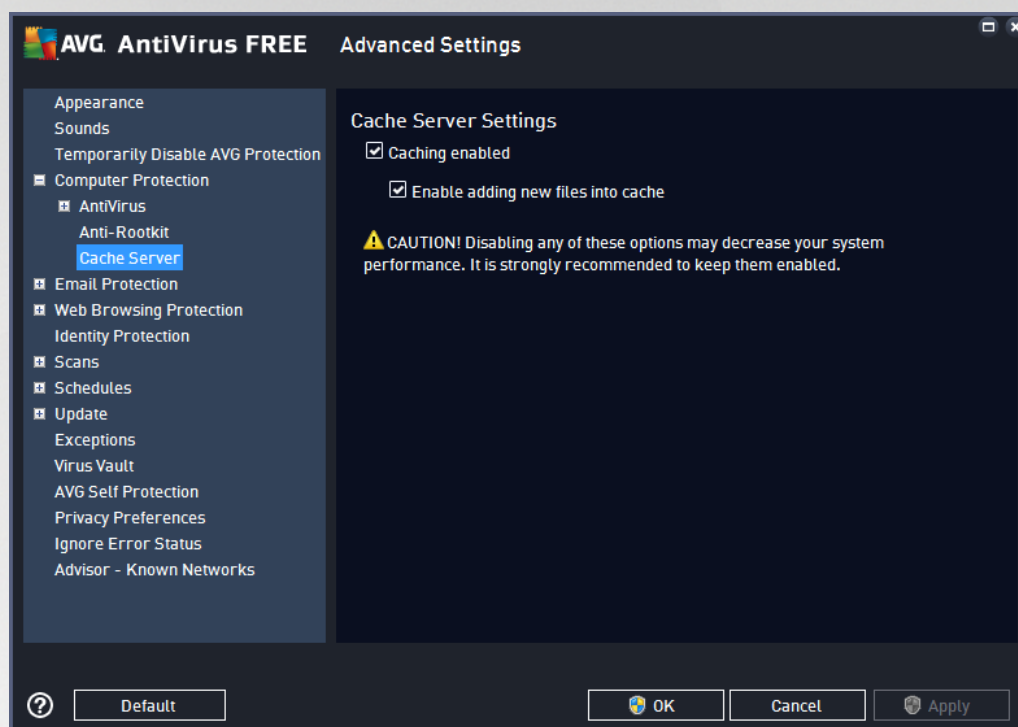 AVG. AntiVirus FREE
Advanced Settings
Appearance
Sounds
Temporarily Disable AVG Protection
Computer Protection
AntiVirus
Anti-Rootkit
Cache Server
Email Protection
Web Browsing Protection
Identity Protection
Scans
Schedules
Update
Exceptions
Virus Vault
AVG Self Protection
Privacy Preferences
Ignore Error Status
Advisor - Known Networks
Cache Server Settings
Caching enabled
Enable adding new files into cache
CAUTION! Disabling any of these options may decrease your system
performance. It is strongly recommended to keep them enabled.
Default
OK
Cancel
Apply